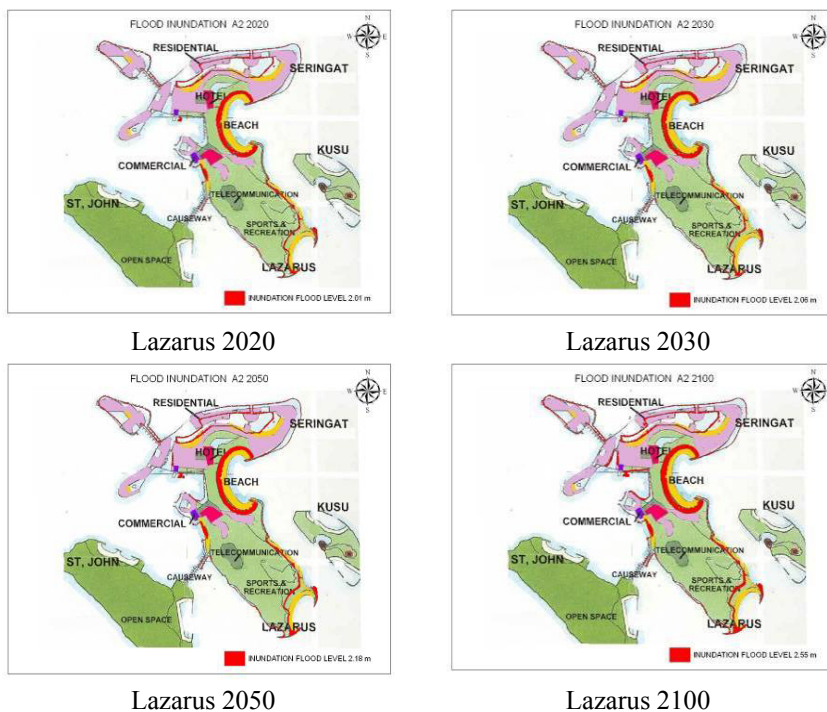 FLOOD INUNDATION A2 2020
N
W E
S
RESIDENTIAL
SERINGAT
HOTEL
BEACH
KUSU
COMMERCIAL
TELECOMMUNICATION
ST, JOHN
CAUSEWAY
SPORTS &
RECREATION
OPEN SPACE
LAZARUS
INUNDATION FLOOD LEVEL 2.01 m
Lazarus 2020
FLOOD INUNDATION A2 2030
N
W E
S
RESIDENTIAL
SERINGAT
HOTEL
BEACH
KUSU
COMMERCIAL
TELECOMMUNICATION
ST, JOHN
CAUSEWAY
SPORTS &
RECREATION
OPEN SPACE
LAZARUS
INUNDATION FLOOD LEVEL 2.06 m
Lazarus 2030
FLOOD INUNDATION A2 2050
N
W E
S
RESIDENTIAL
SERINGAT
HOTEL
BEACH
KUSU
COMMERCIAL
TELECOMMUNICATION
ST, JOHN
CAUSEWAY
SPORTS &
RECREATION
OPEN SPACE
LAZARUS
INUNDATION FLOOD LEVEL 2.18 m
Lazarus 2050
FLOOD INUNDATION A2 2100
N
W E
S
RESIDENTIAL
SERINGAT
HOTEL
BEACH
KUSU
COMMERCIAL
TELECOMMUNICATION
ST, JOHN
CAUSEWAY
SPORTS &
RECREATION
OPEN SPACE
LAZARUS
INUNDATION FLOOD LEVEL 2.55 m
Lazarus 2100